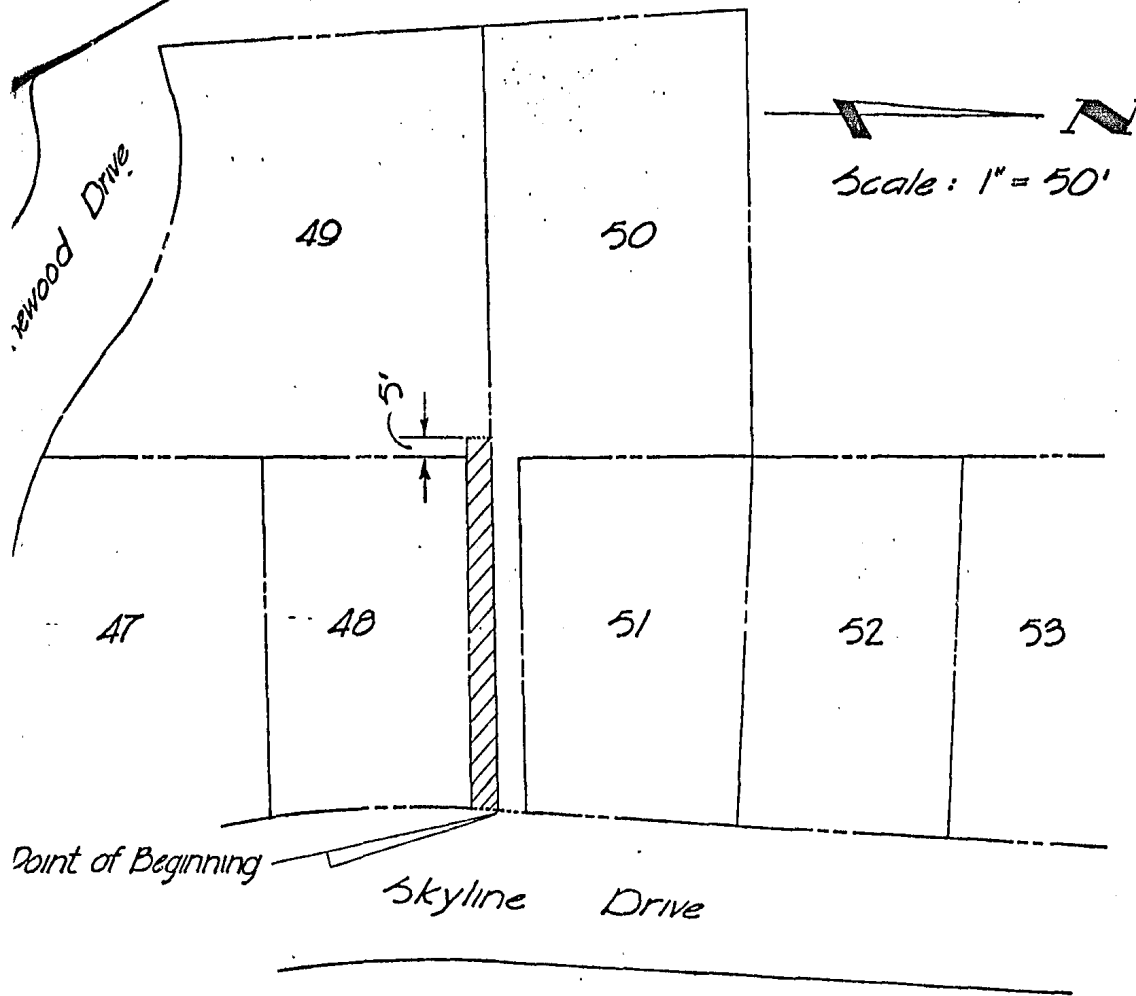 N
Scale: 1" = 50'
Drive
49
50
5'
47
48
51
52
53
Point of Beginning
Skyline Drive